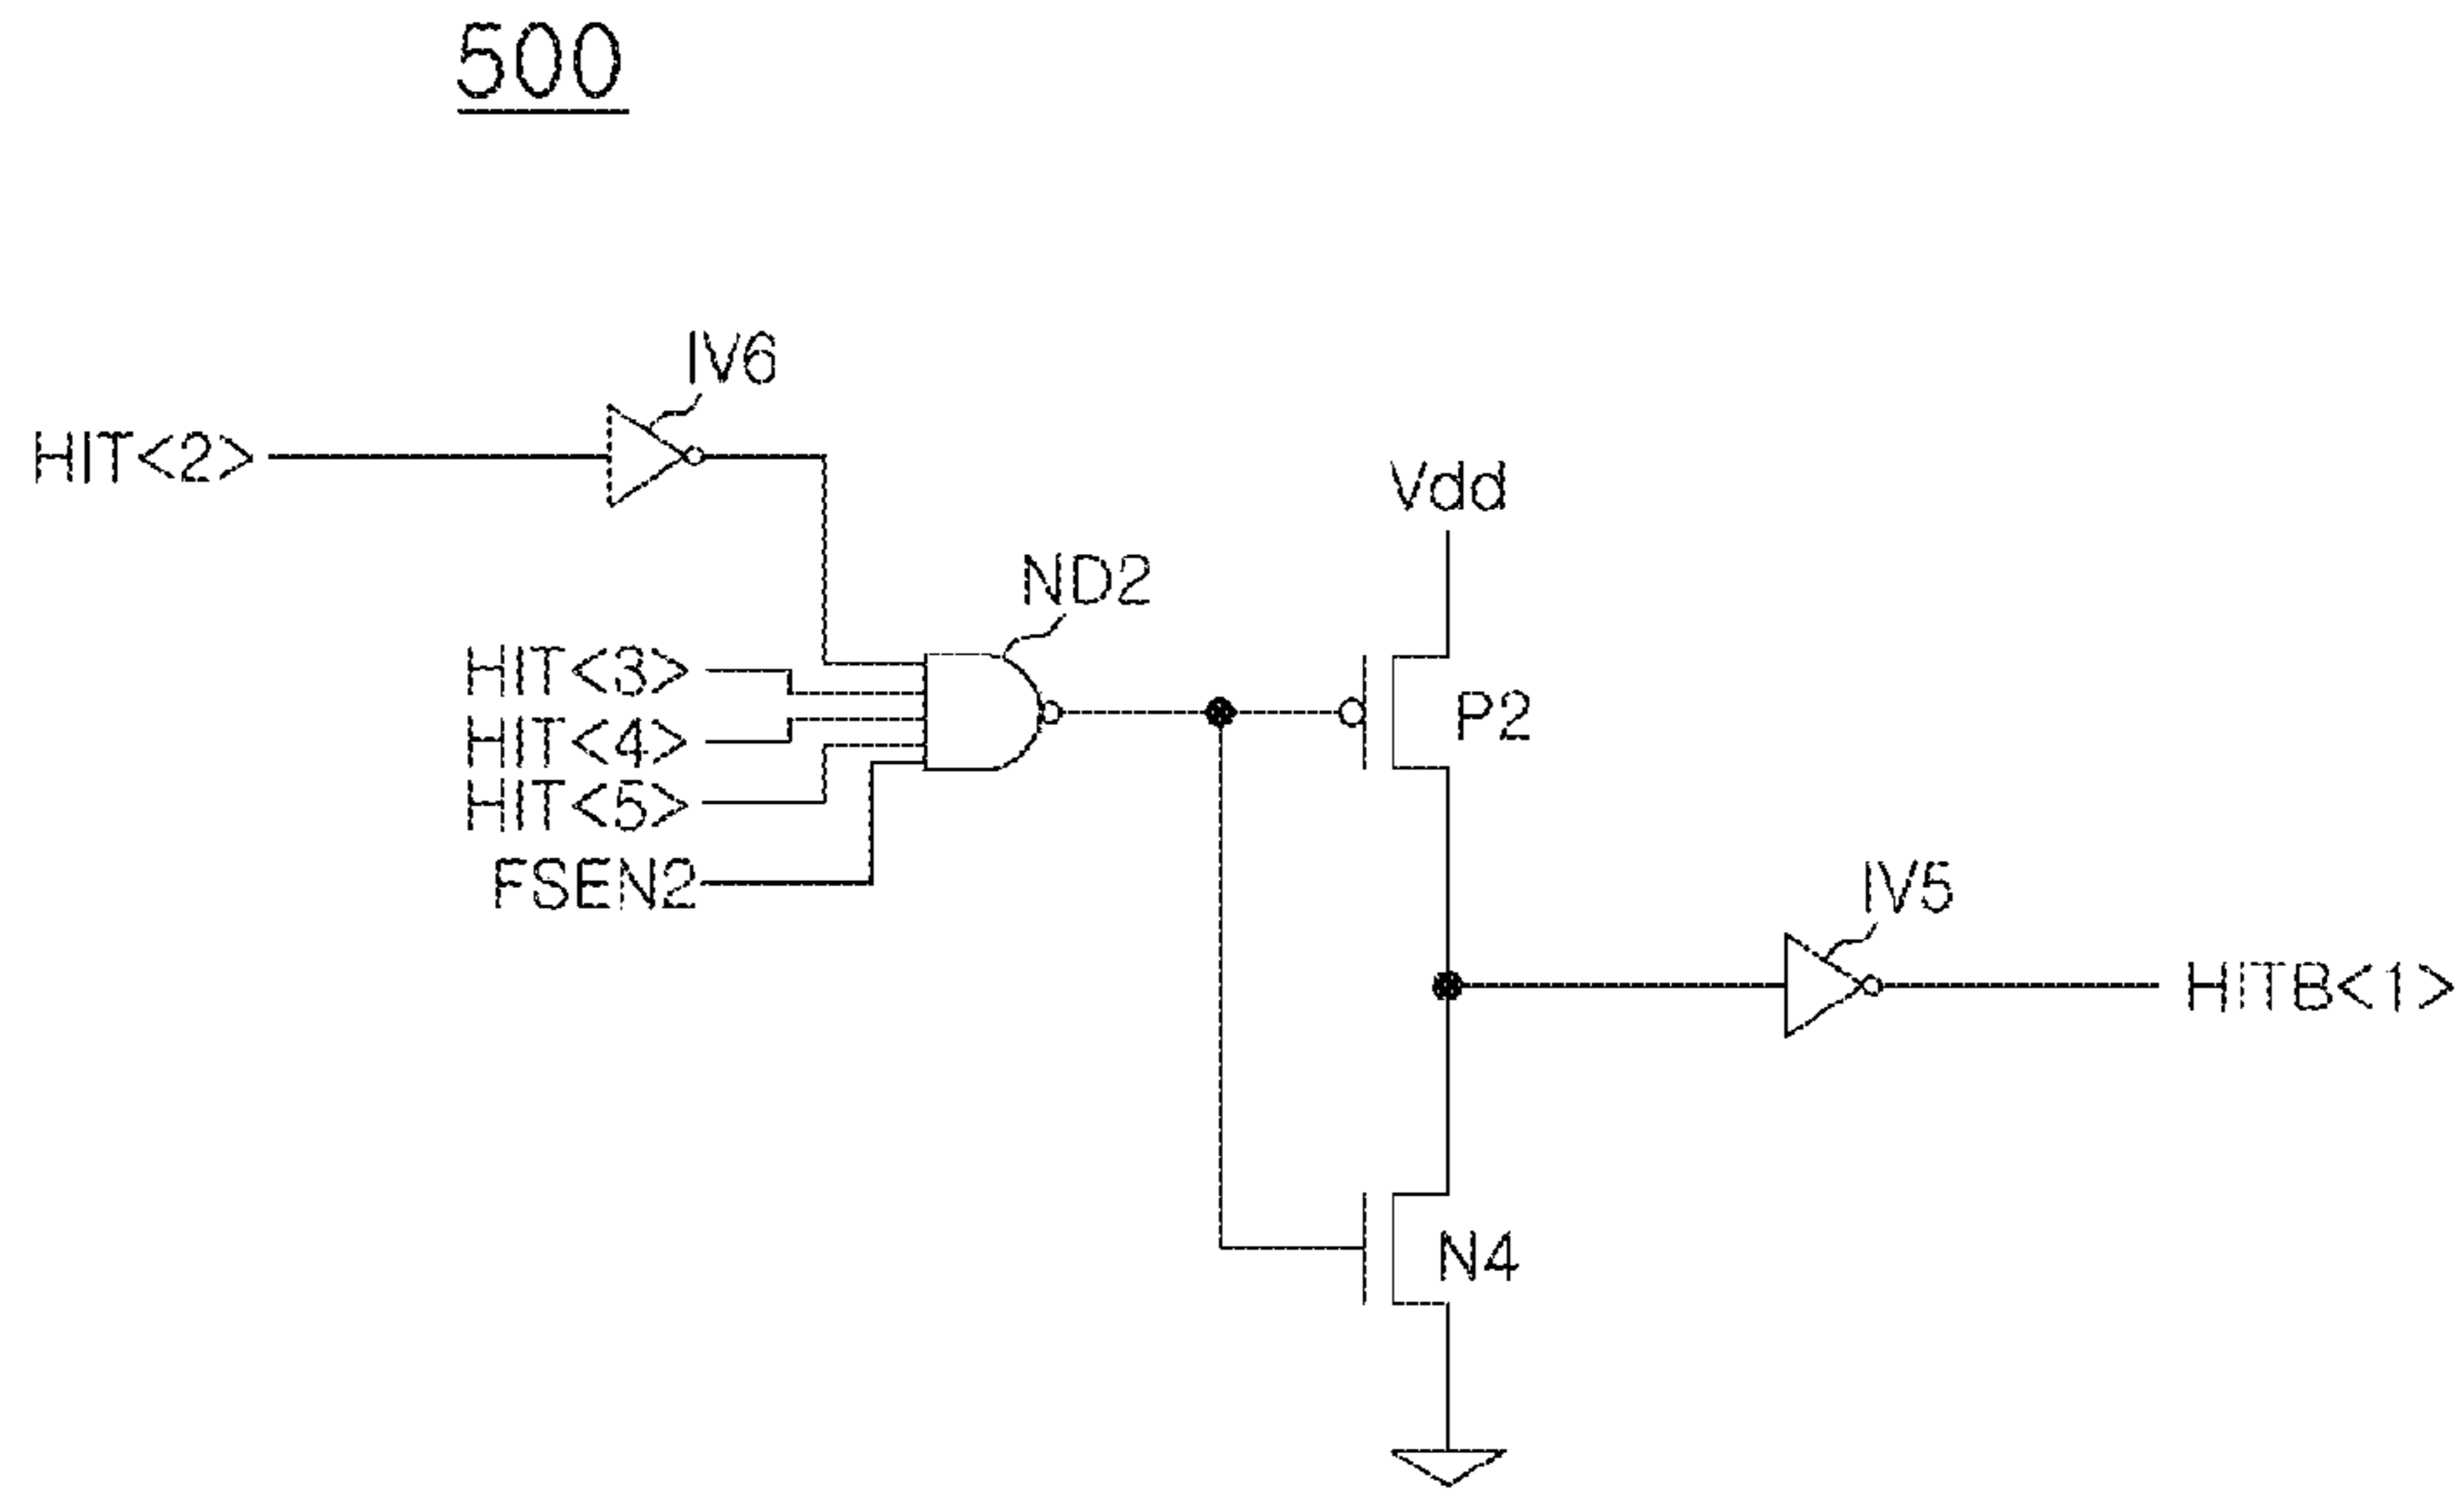 500
IV6
HIT<2>
Vdd
ND2
HIT<3>
P2
HIT<4>
HIT<5>
FSEN2
IV5
HITB<1>
N4